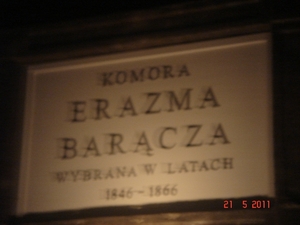 KOMORA
ERAZMA
BARĄCZA
WYBRANA W LATACH
1846-1866
21 5 2011